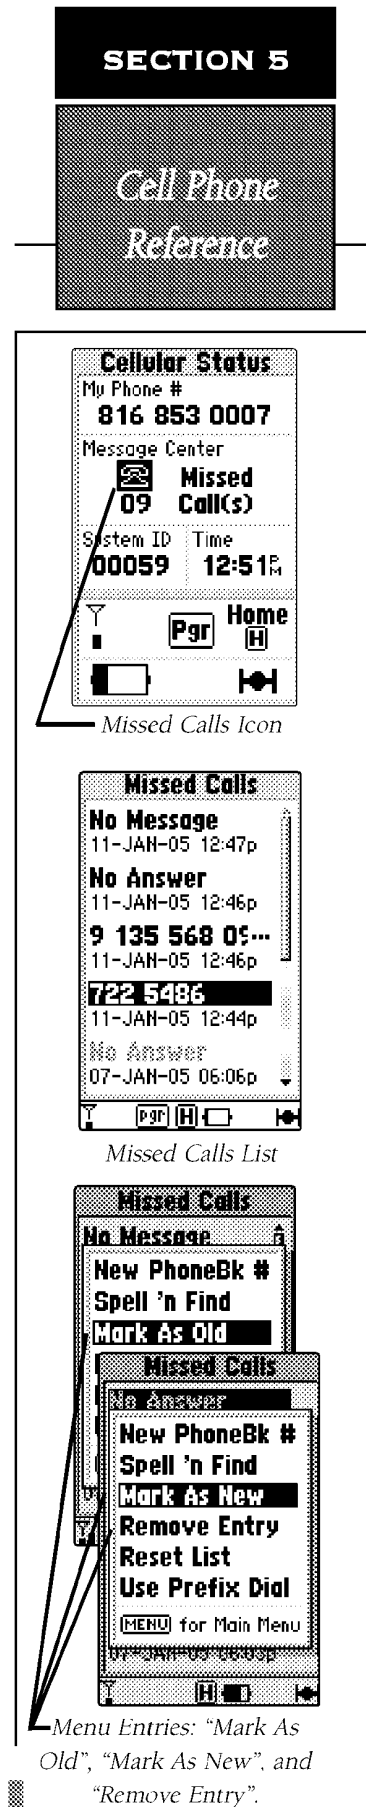 SECTION 5
Cell Phone
Reference
Cellular Status
My Phone #
816 853 0007
Message Center
Missed
09 Call(s)
System ID Time
00059 12:51 PM
Pgr Home
H
Missed Calls Icon
Missed Calls
No Message
11-JAN-05 12:47p
No Answer
11-JAN-05 12:46p
9 135 568 09…
11-JAN-05 12:46p
722 5486
11-JAN-05 12:44p
No Answer
07-JAN-05 06:06p
Pgr H
Missed Calls List
Missed Calls
No Message
New PhoneBk #
Spell 'n Find
Mark As Old
Missed Calls
No Answer
New PhoneBk #
Spell 'n Find
Mark As New
Remove Entry
Reset List
Use Prefix Dial
MENU for Main Menu
H
Menu Entries: “Mark As
Old”, “Mark As New”, and
“Remove Entry”.